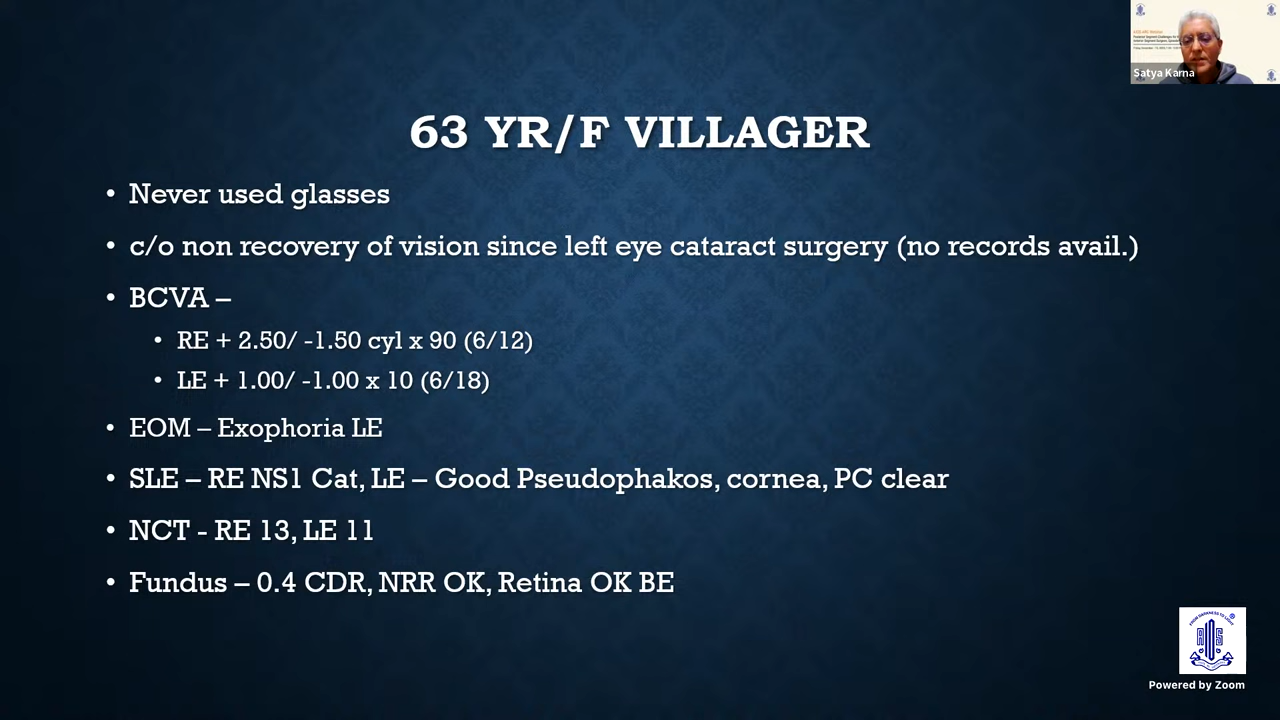 Satya Karna
63 YR/F VILLAGER
• Never used glasses
• c/o non recovery of vision since left eye cataract surgery (no records avail.)
• BCVA –
• RE + 2.50/ -1.50 cyl x 90 (6/12)
• LE + 1.00/ -1.00 x 10 (6/18)
• EOM – Exophoria LE
• SLE – RE NS1 Cat, LE – Good Pseudophakos, cornea, PC clear
• NCT - RE 13, LE 11
• Fundus – 0.4 CDR, NRR OK, Retina OK BE
Powered by Zoom